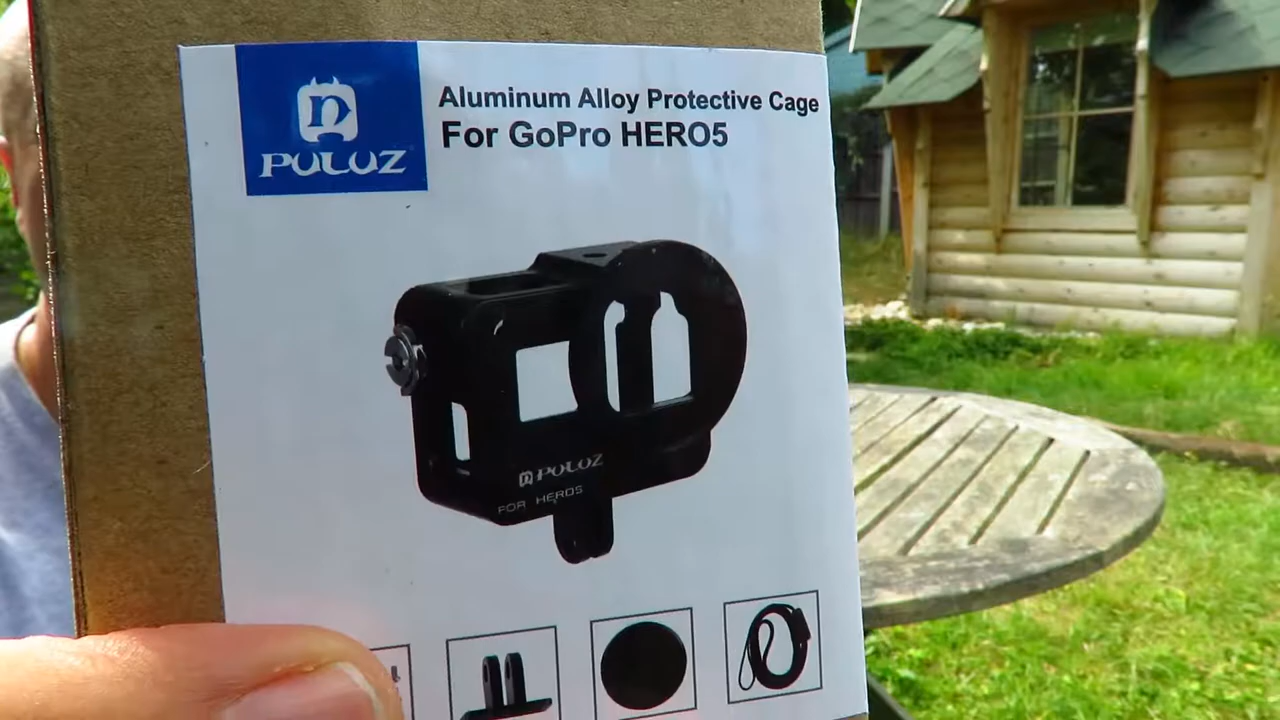 PULUZ
Aluminum Alloy Protective Cage
For GoPro HERO5
PULUZ
FOR HERO5